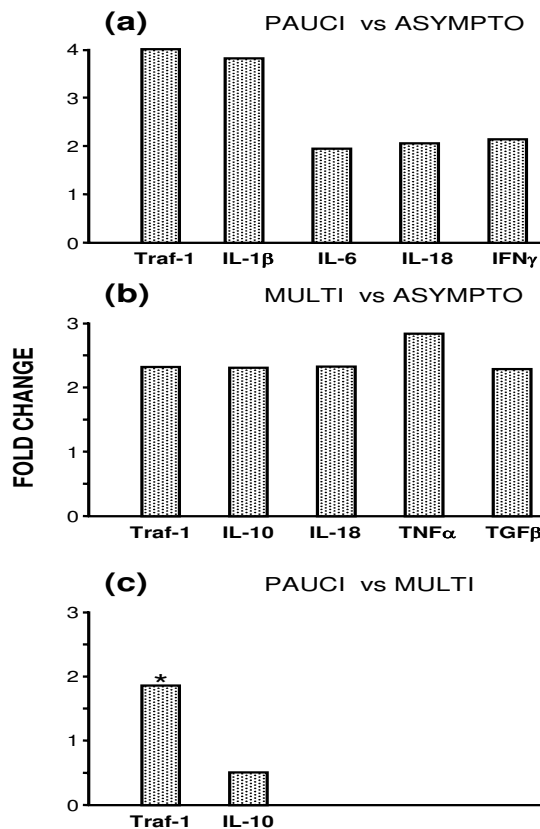 (a) PAUCI vs ASYMPTO
4
3
2
1
0
Traf-1 IL-1β IL-6 IL-18 IFNγ
(b) MULTI vs ASYMPTO
3
2
1
0
Traf-1 IL-10 IL-18 TNFα TGFβ
FOLD CHANGE
(c) PAUCI vs MULTI
3
2
1
0
*
Traf-1 IL-10